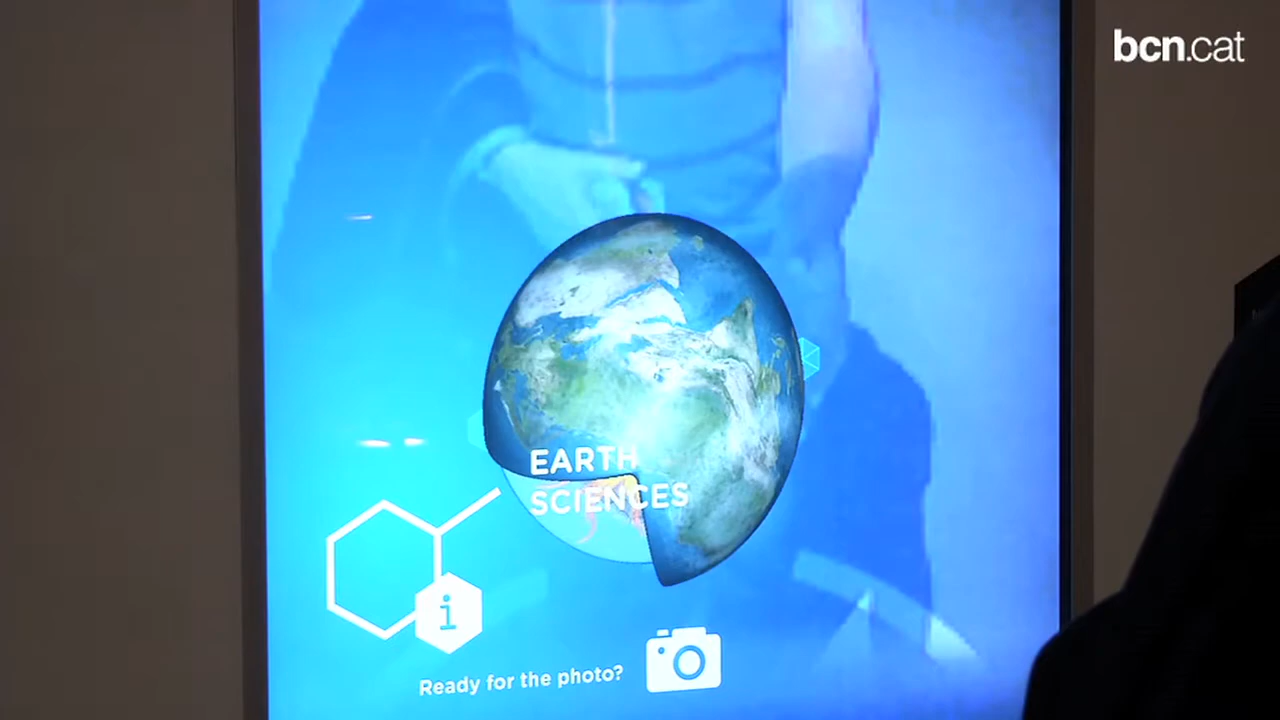 bcn.cat
EARTH
SCIENCES
i
Ready for the photo?